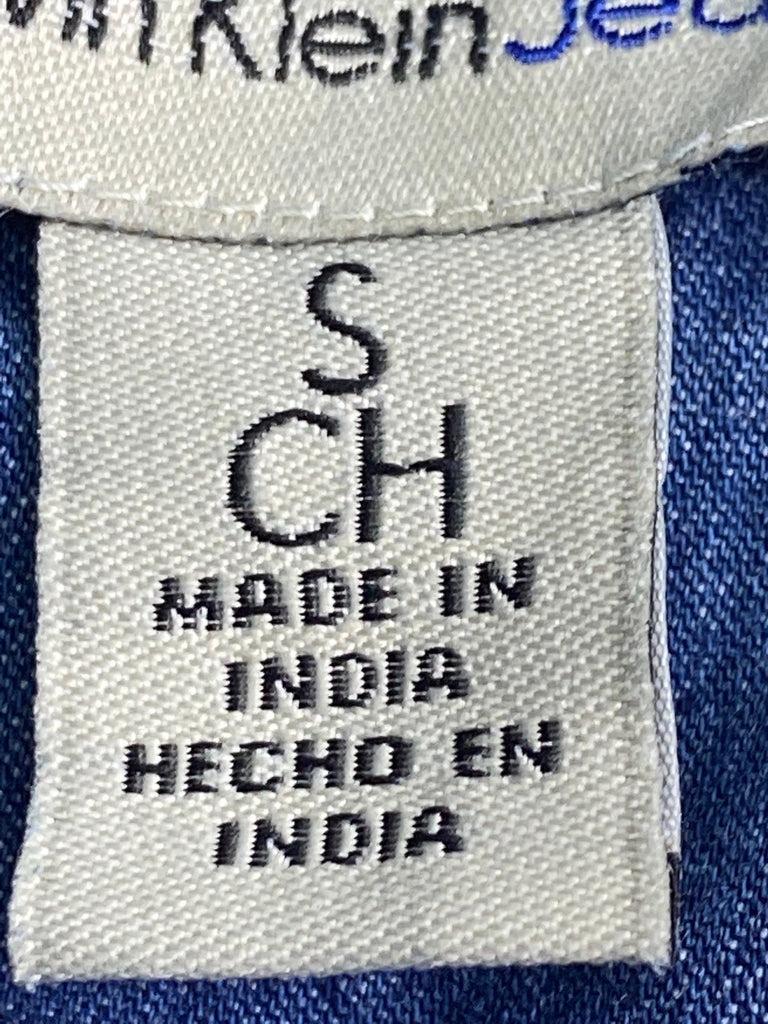 Klein
S
CH
MADE IN
INDIA
HECHO EN
INDIA